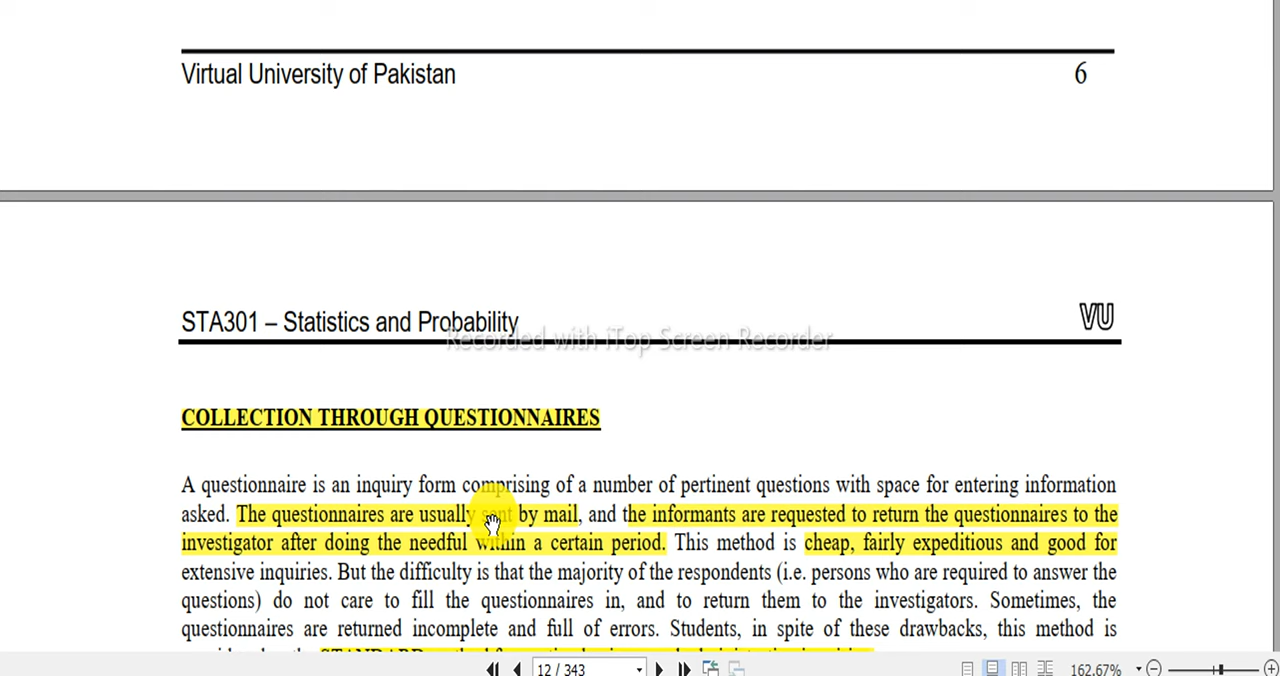 Virtual University of Pakistan 6
STA301 – Statistics and Probability VU
Recorded with iTop Screen Recorder
COLLECTION THROUGH QUESTIONNAIRES
A questionnaire is an inquiry form comprising of a number of pertinent questions with space for entering information
asked. The questionnaires are usually sent by mail, and the informants are requested to return the questionnaires to the
investigator after doing the needful within a certain period. This method is cheap, fairly expeditious and good for
extensive inquiries. But the difficulty is that the majority of the respondents (i.e. persons who are required to answer the
questions) do not care to fill the questionnaires in, and to return them to the investigators. Sometimes, the
questionnaires are returned incomplete and full of errors. Students, in spite of these drawbacks, this method is
12 / 343 162.67%